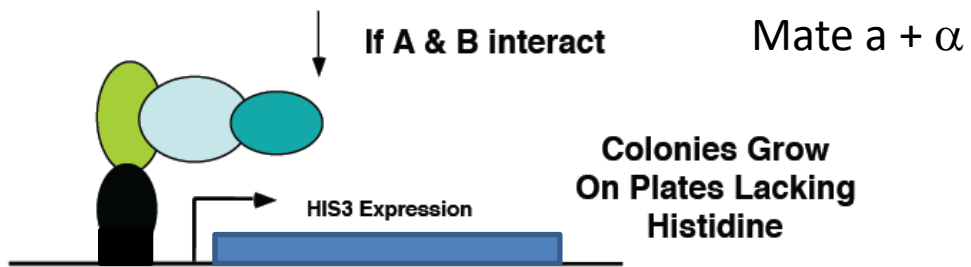 If A & B interact
Mate a + α
Colonies Grow
On Plates Lacking
Histidine
HIS3 Expression